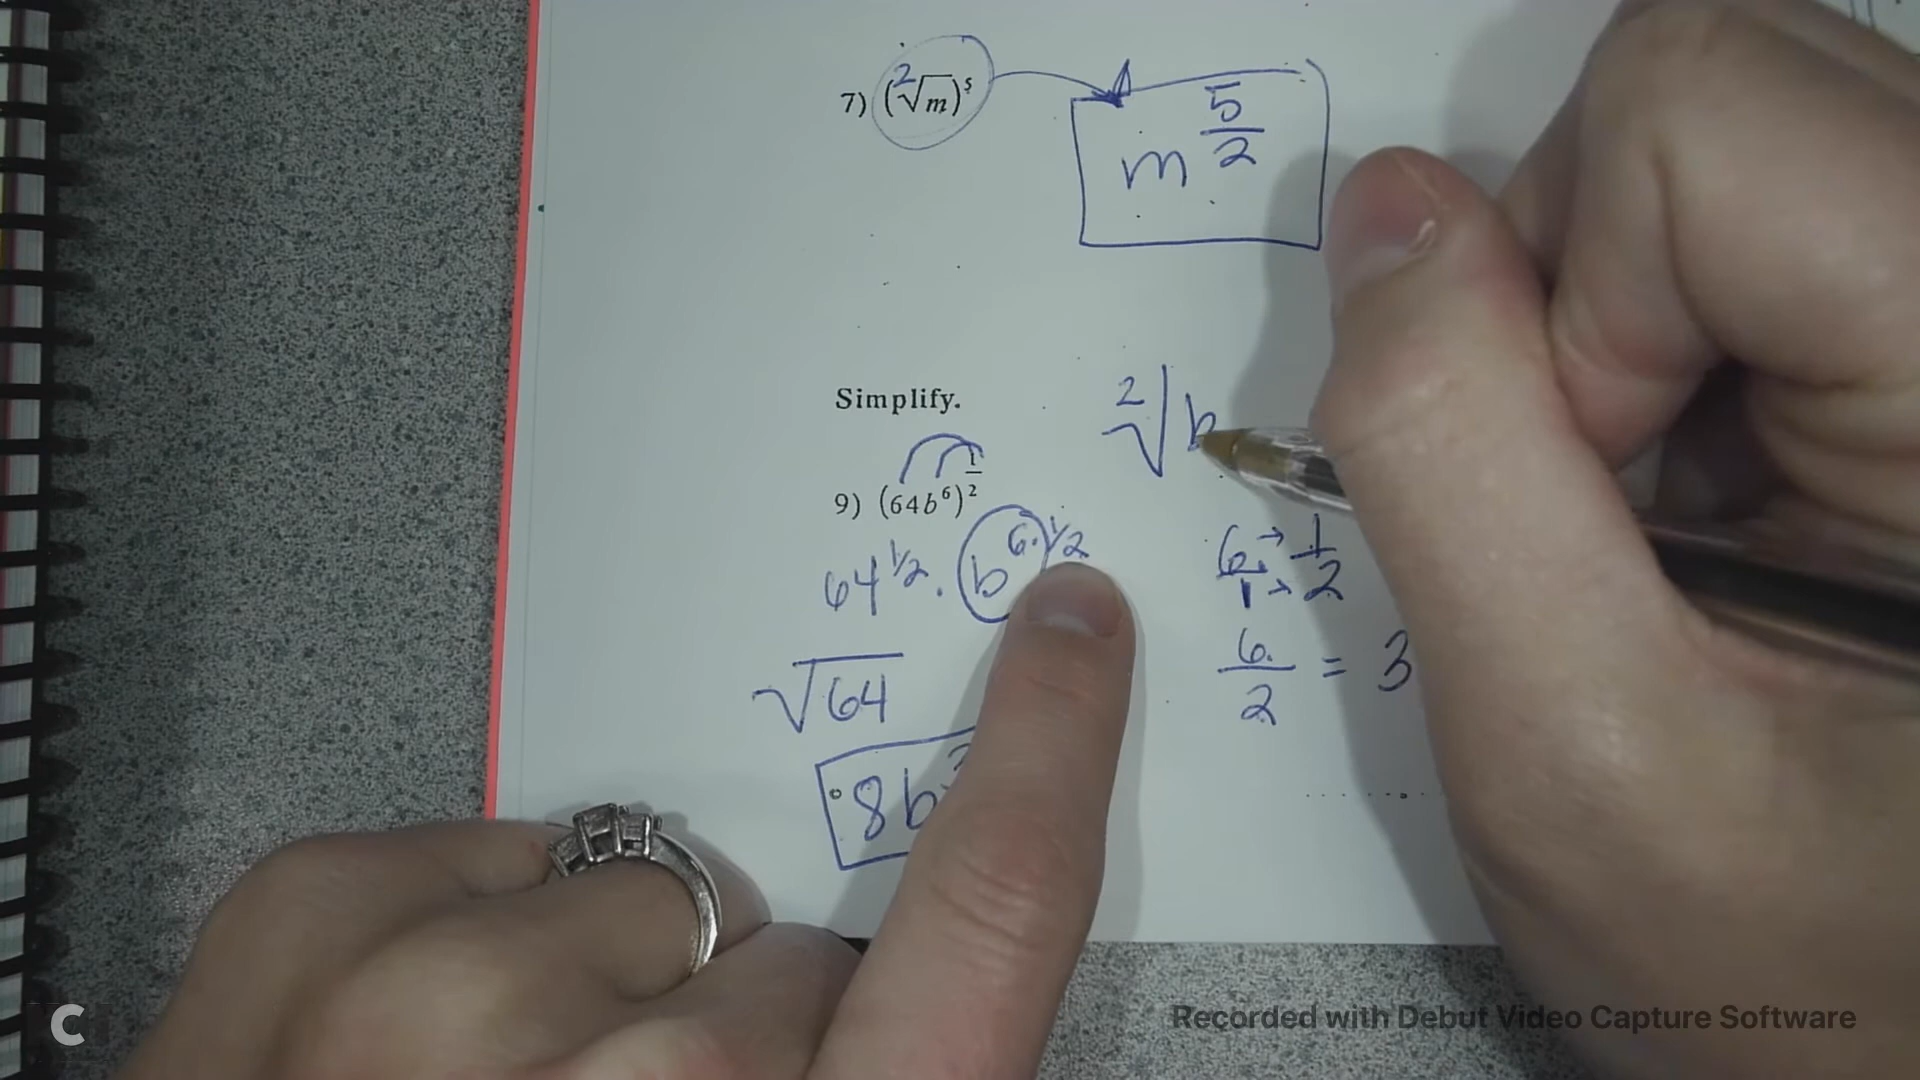 7) (²√m)⁵
m^(5/2)
Simplify.
²√b
9) (64b⁶)^(1/2)
64^(1/2) · b^(6·1/2)
6/1 → 1/2
√64
6/2 = 3
8b
C
Recorded with Debut Video Capture Software